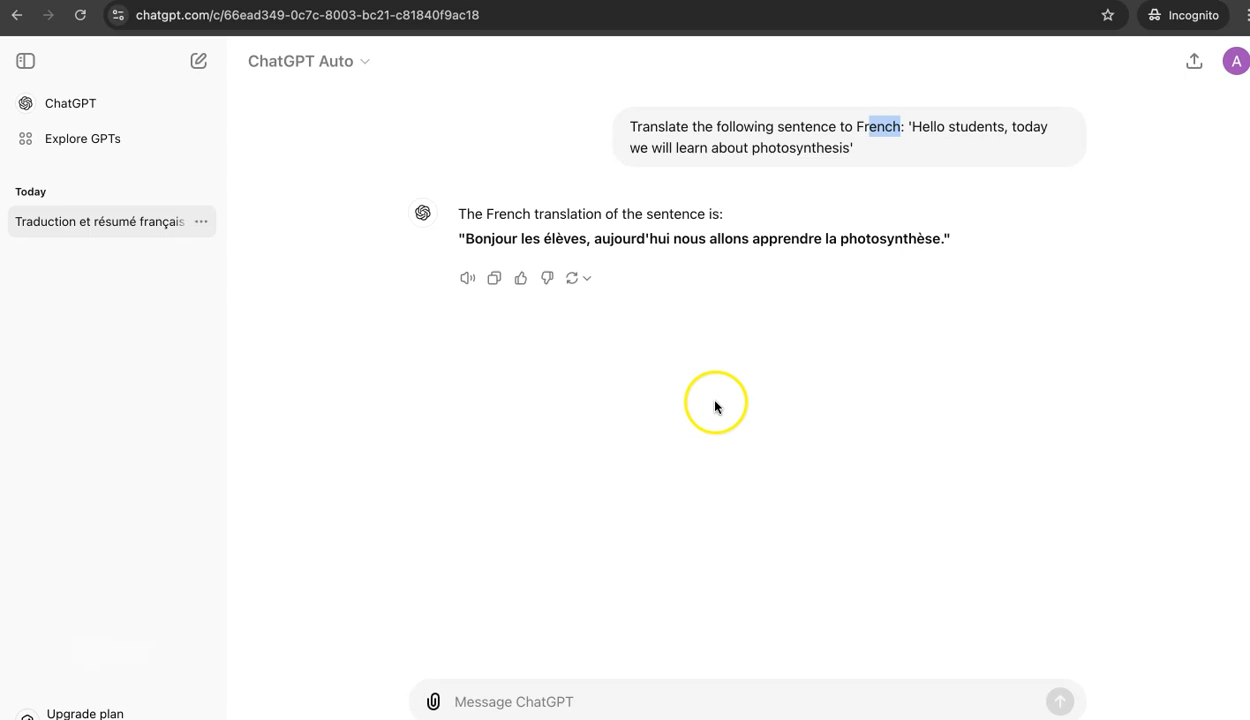 chatgpt.com/c/66ead349-0c7c-8003-bc21-c81840f9ac18
Incognito
ChatGPT Auto
A
ChatGPT
Explore GPTs
Today
Traduction et résumé français
Translate the following sentence to French: 'Hello students, today
we will learn about photosynthesis'
The French translation of the sentence is:
"Bonjour les élèves, aujourd'hui nous allons apprendre la photosynthèse."
Message ChatGPT
Upgrade plan